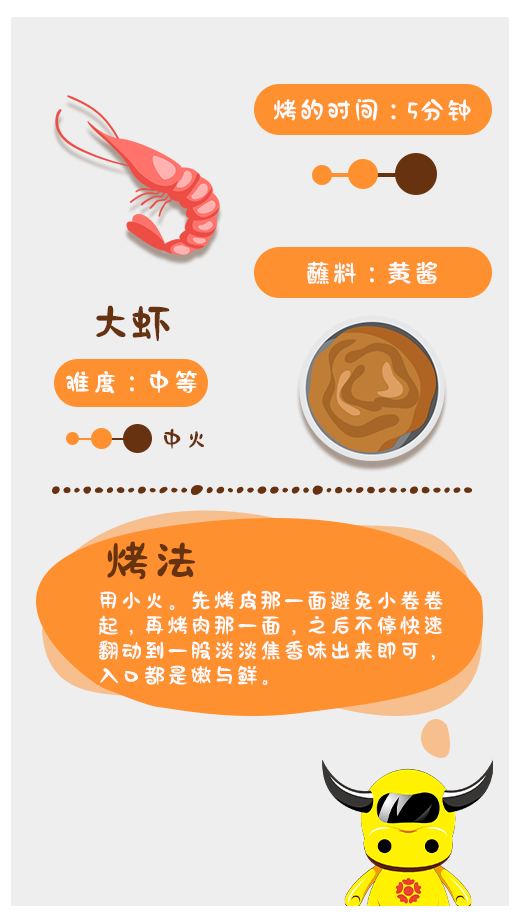 烤的时间：5分钟
蘸料：黄酱
大虾
难度：中等
中火
烤法
用小火。先烤皮那一面避免小卷卷
起，再烤肉那一面，之后不停快速
翻动到一股淡淡焦香味出来即可，
入口都是嫩与鲜。